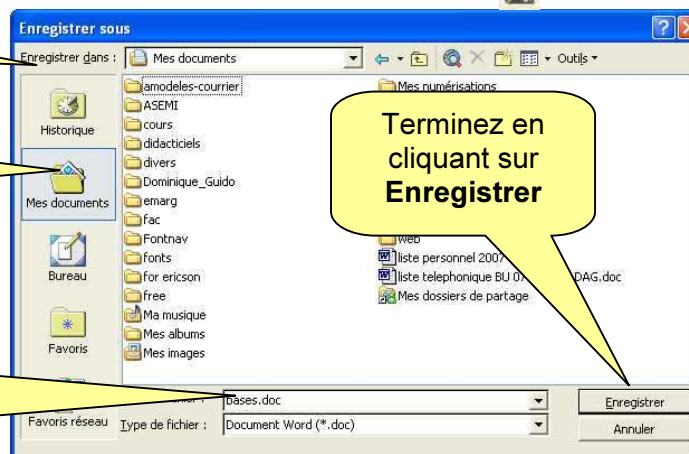 Enregistrer sous
Enregistrer dans :
Mes documents
Outils
Historique
Mes documents
Bureau
Favoris
Favoris réseau
amodeles-courrier
ASEMI
cours
didacticiels
divers
Dominique_Guido
emarg
fac
Fontnav
fonts
for ericson
free
Ma musique
Mes albums
Mes images
Mes numérisations
web
liste personnel 2007
liste telephonique BU 0
DAG.doc
Mes dossiers de partage
Terminez en
cliquant sur
Enregistrer
bases.doc
Enregistrer
Type de fichier :
Document Word (*.doc)
Annuler